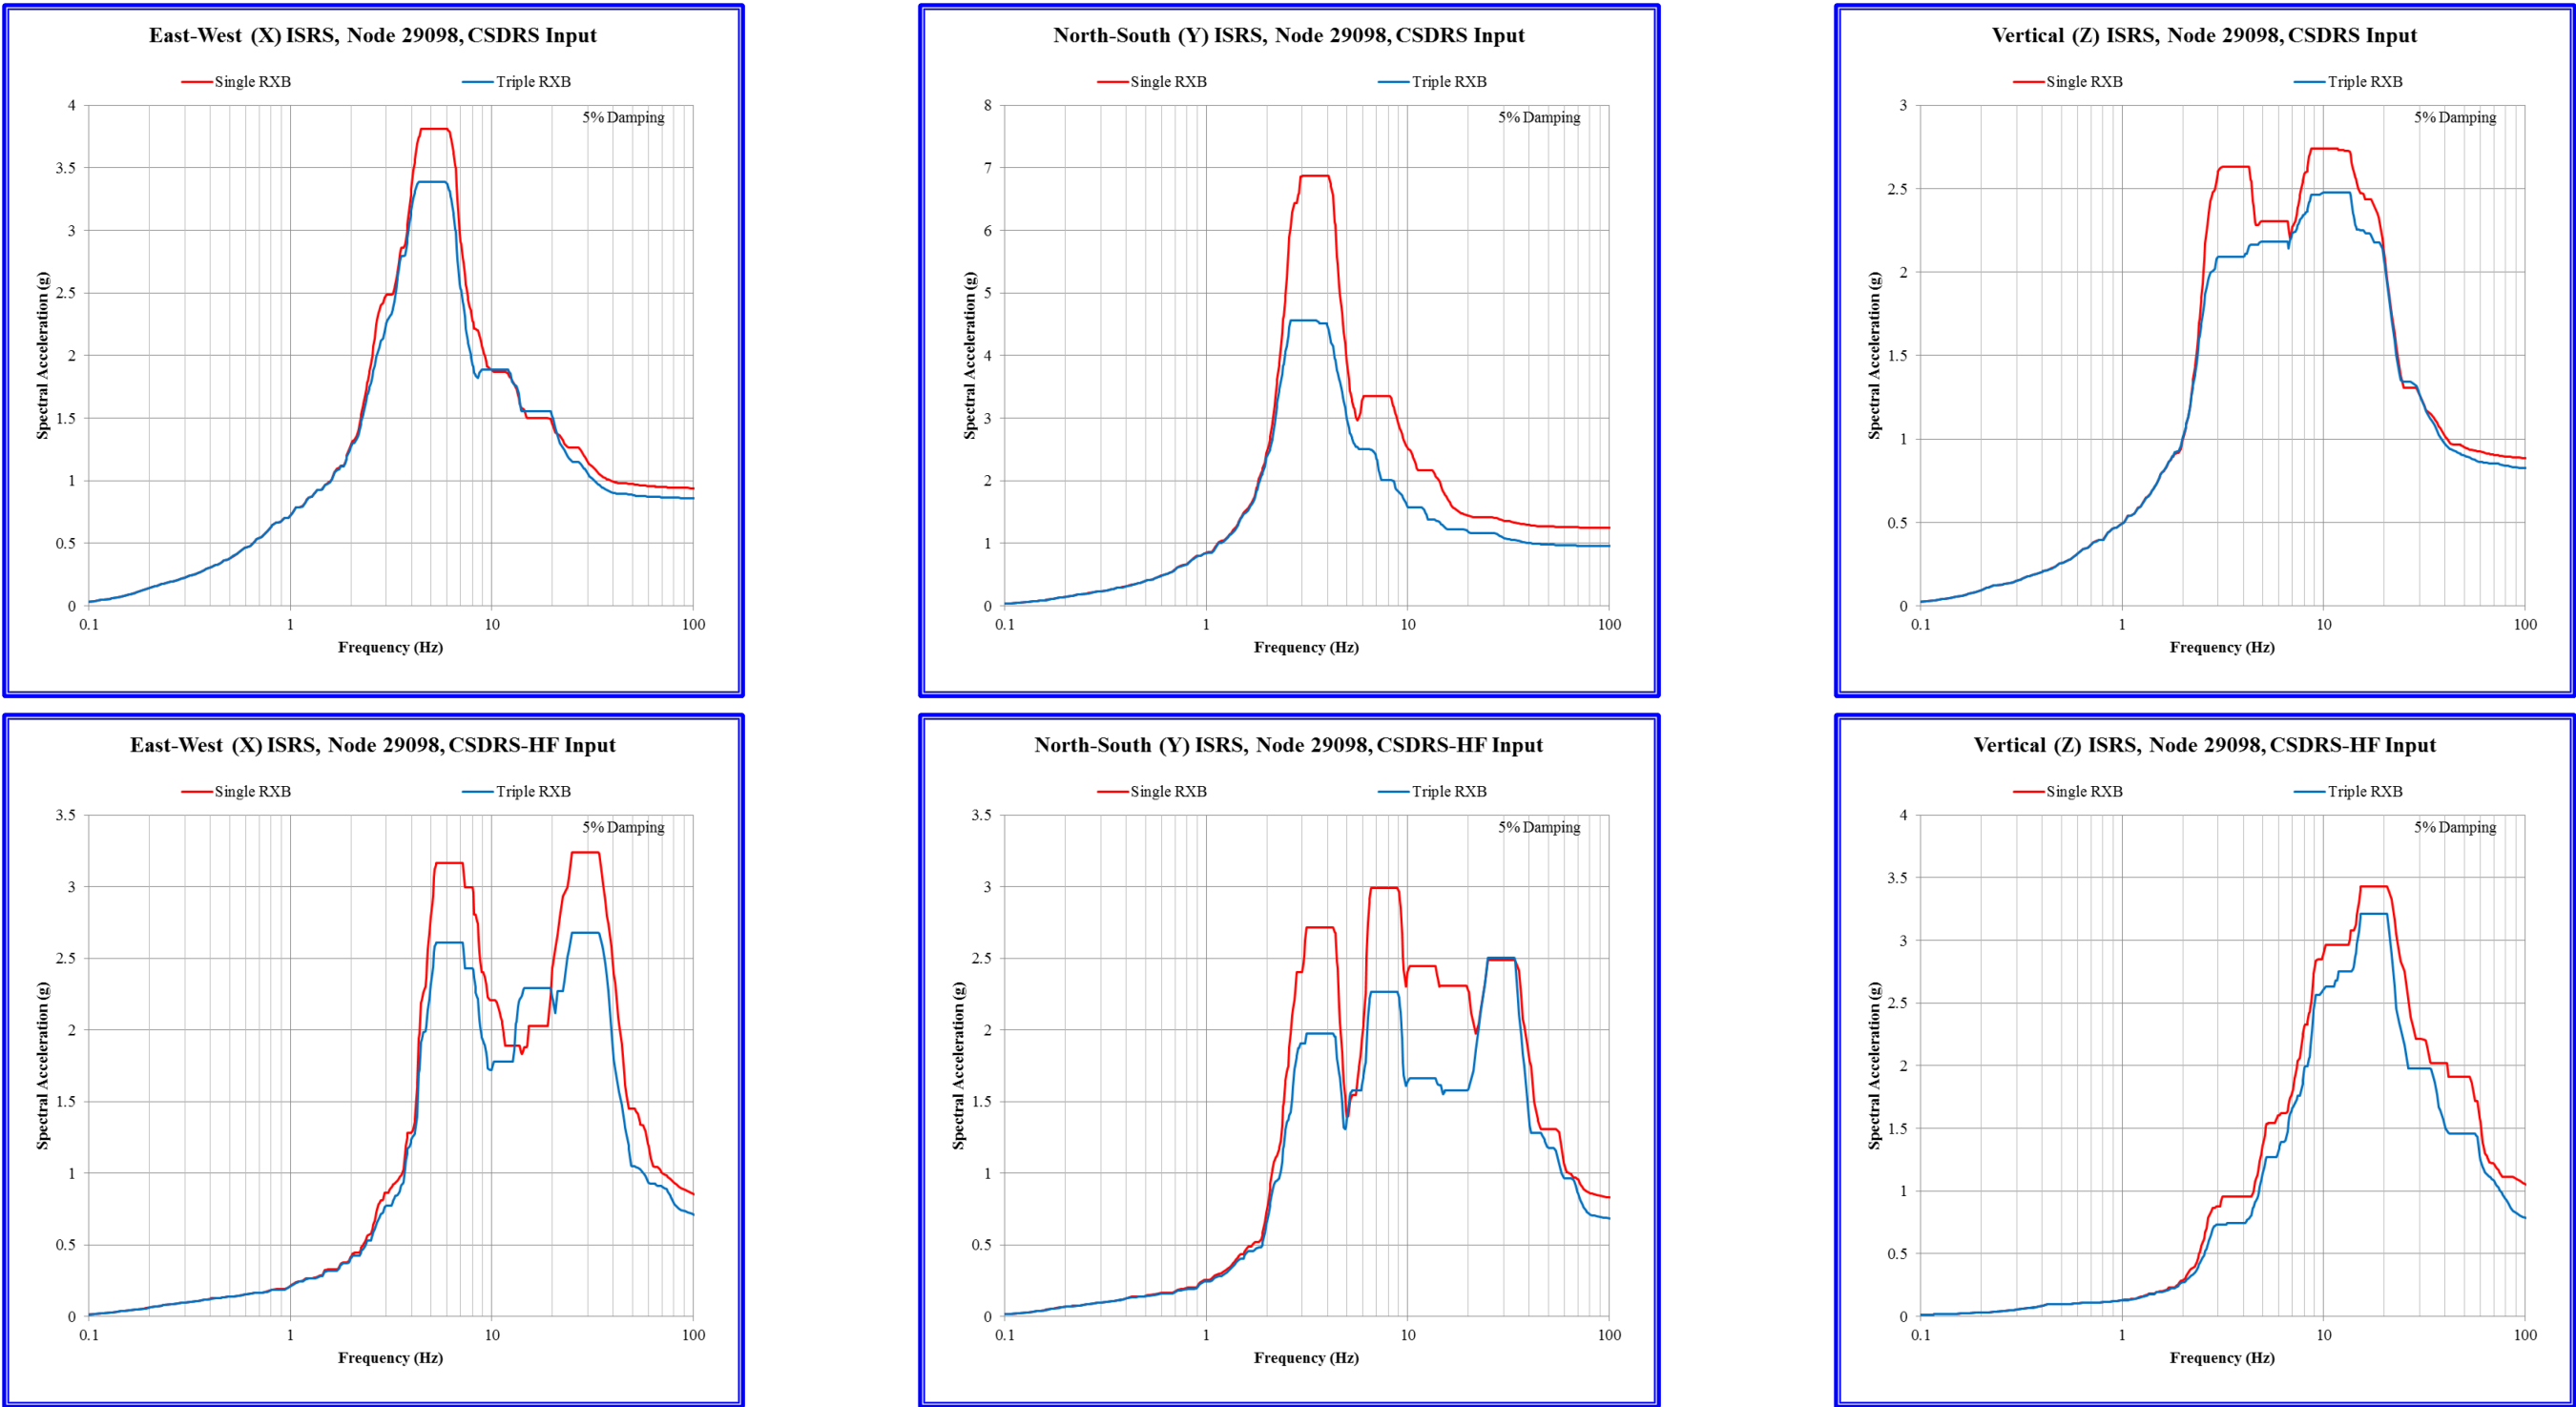 East-West (X) ISRS, Node 29098, CSDRS Input
Single RXB Triple RXB
5% Damping
4
3.5
3
2.5
2
1.5
1
0.5
0
Spectral Acceleration (g)
0.1 1 10 100
Frequency (Hz)
North-South (Y) ISRS, Node 29098, CSDRS Input
Single RXB Triple RXB
5% Damping
8
7
6
5
4
3
2
1
0
Spectral Acceleration (g)
0.1 1 10 100
Frequency (Hz)
Vertical (Z) ISRS, Node 29098, CSDRS Input
Single RXB Triple RXB
5% Damping
3
2.5
2
1.5
1
0.5
0
Spectral Acceleration (g)
0.1 1 10 100
Frequency (Hz)
East-West (X) ISRS, Node 29098, CSDRS-HF Input
Single RXB Triple RXB
5% Damping
3.5
3
2.5
2
1.5
1
0.5
0
Spectral Acceleration (g)
0.1 1 10 100
Frequency (Hz)
North-South (Y) ISRS, Node 29098, CSDRS-HF Input
Single RXB Triple RXB
5% Damping
3.5
3
2.5
2
1.5
1
0.5
0
Spectral Acceleration (g)
0.1 1 10 100
Frequency (Hz)
Vertical (Z) ISRS, Node 29098, CSDRS-HF Input
Single RXB Triple RXB
5% Damping
4
3.5
3
2.5
2
1.5
1
0.5
0
Spectral Acceleration (g)
0.1 1 10 100
Frequency (Hz)